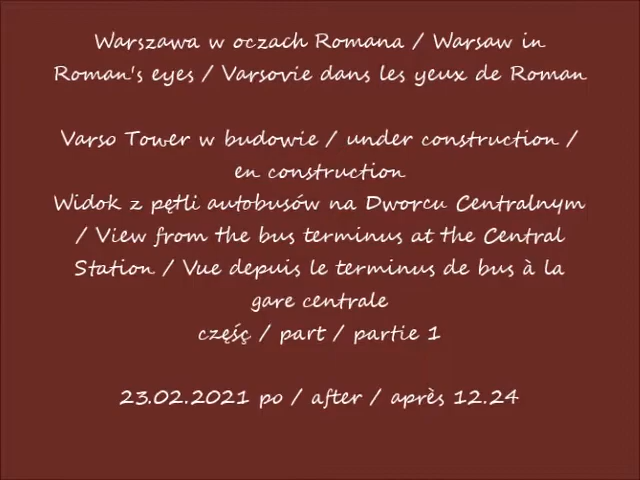 Warszawa w oczach Romana / Warsaw in
Roman's eyes / Varsovie dans les yeux de Roman
Varso Tower w budowie / under construction /
en construction
Widok z pętli autobusów na Dworcu Centralnym
/ View from the bus terminus at the Central
Station / Vue depuis le terminus de bus à la
gare centrale
częśç / part / partie 1
23.02.2021 po / after / après 12.24